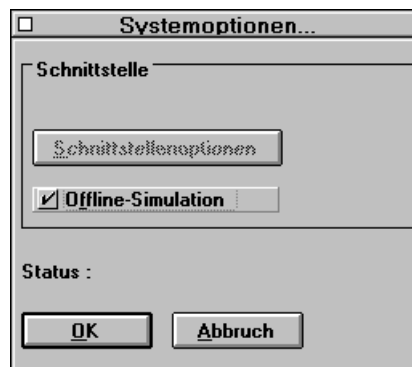 Systemoptionen...
Schnittstelle
Schnittstellenoptionen
Offline-Simulation
Status :
OK
Abbruch